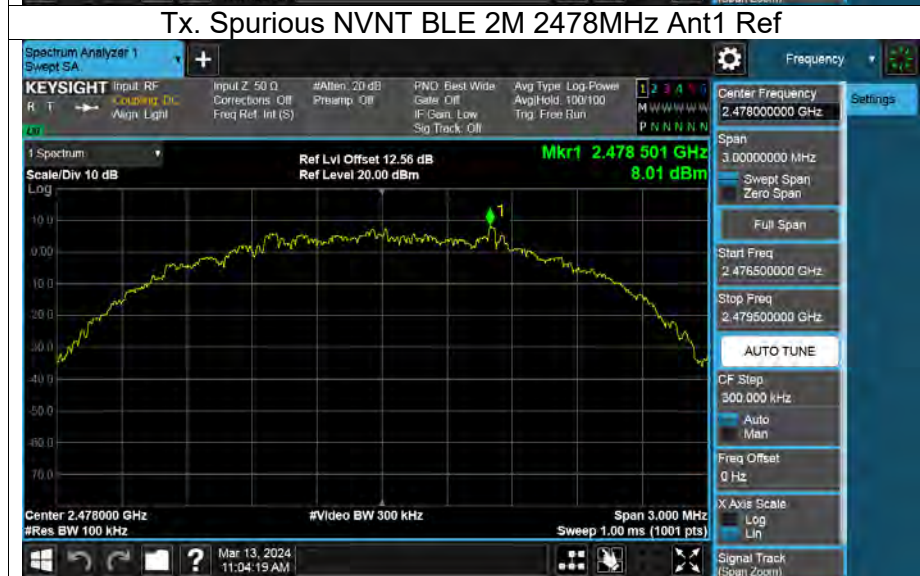 (Span Zoom)
Tx. Spurious NVNT BLE 2M 2478MHz Ant1 Ref
Spectrum Analyzer 1
Swept SA
+
Frequency
KEYSIGHT
R T
Input: RF
Coupling: DC
Align: Light
Input Z: 50 Ω
Corrections: Off
Freq Ref: Int (S)
#Atten: 20 dB
Preamp: Off
PNO: Best Wide
Gate: Off
IF Gain: Low
Sig Track: Off
Avg Type: Log-Power
Avg|Hold: 100/100
Trig: Free Run
1 2 3 4 5 6
M W W W W W
P N N N N N
1 Spectrum
Scale/Div 10 dB
Ref Lvl Offset 12.56 dB
Ref Level 20.00 dBm
Mkr1 2.478 501 GHz
8.01 dBm
Log
10.0
0.00
-10.0
-20.0
-30.0
-40.0
-50.0
-60.0
-70.0
1
Center 2.478000 GHz
#Res BW 100 kHz
#Video BW 300 kHz
Span 3.000 MHz
Sweep 1.00 ms (1001 pts)
?
Mar 13, 2024
11:04:19 AM
Center Frequency
2.478000000 GHz
Settings
Span
3.00000000 MHz
Swept Span
Zero Span
Full Span
Start Freq
2.476500000 GHz
Stop Freq
2.479500000 GHz
AUTO TUNE
CF Step
300.000 kHz
Auto
Man
Freq Offset
0 Hz
X Axis Scale
Log
Lin
Signal Track
(Span Zoom)